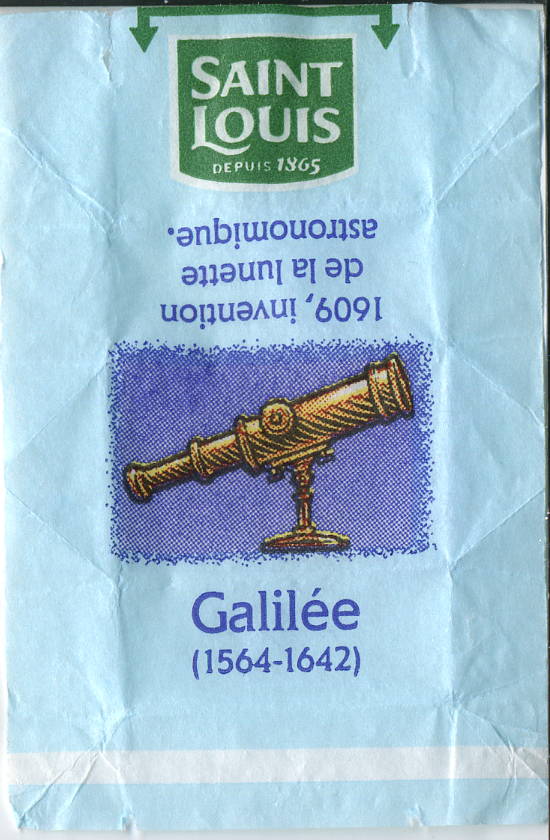 SAINT
LOUIS
DEPUIS 1865
1609, invention
de la lunette
astronomique.
Galilée
(1564-1642)